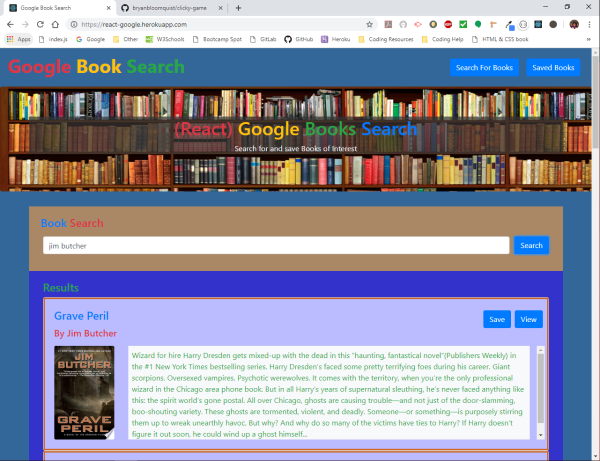 Google Book Search
bryanbloomquist/clicky-game
https://react-google.herokuapp.com
Apps index.js Google Other W3Schools Bootcamp Spot GitLab GitHub Heroku Coding Resources Coding Help HTML & CSS book
Google Book Search
Search For Books Saved Books
(React) Google Books Search
Search for and save Books of Interest
Book Search
jim butcher
Search
Results
Grave Peril
Save View
By Jim Butcher
JIM
BUTCHER
GRAVE
PERIL
Wizard for hire Harry Dresden gets mixed-up with the dead in this "haunting, fantastical novel"(Publishers Weekly) in
the #1 New York Times bestselling series. Harry Dresden's faced some pretty terrifying foes during his career. Giant
scorpions. Oversexed vampires. Psychotic werewolves. It comes with the territory, when you're the only professional
wizard in the Chicago area phone book. But in all Harry's years of supernatural sleuthing, he's never faced anything like
this: the spirit world's gone postal. All over Chicago, ghosts are causing trouble—and not just of the door-slamming,
boo-shouting variety. These ghosts are tormented, violent, and deadly. Someone—or something—is purposely stirring
them up to wreak unearthly havoc. But why? And why do so many of the victims have ties to Harry? If Harry doesn't
figure it out soon, he could wind up a ghost himself...